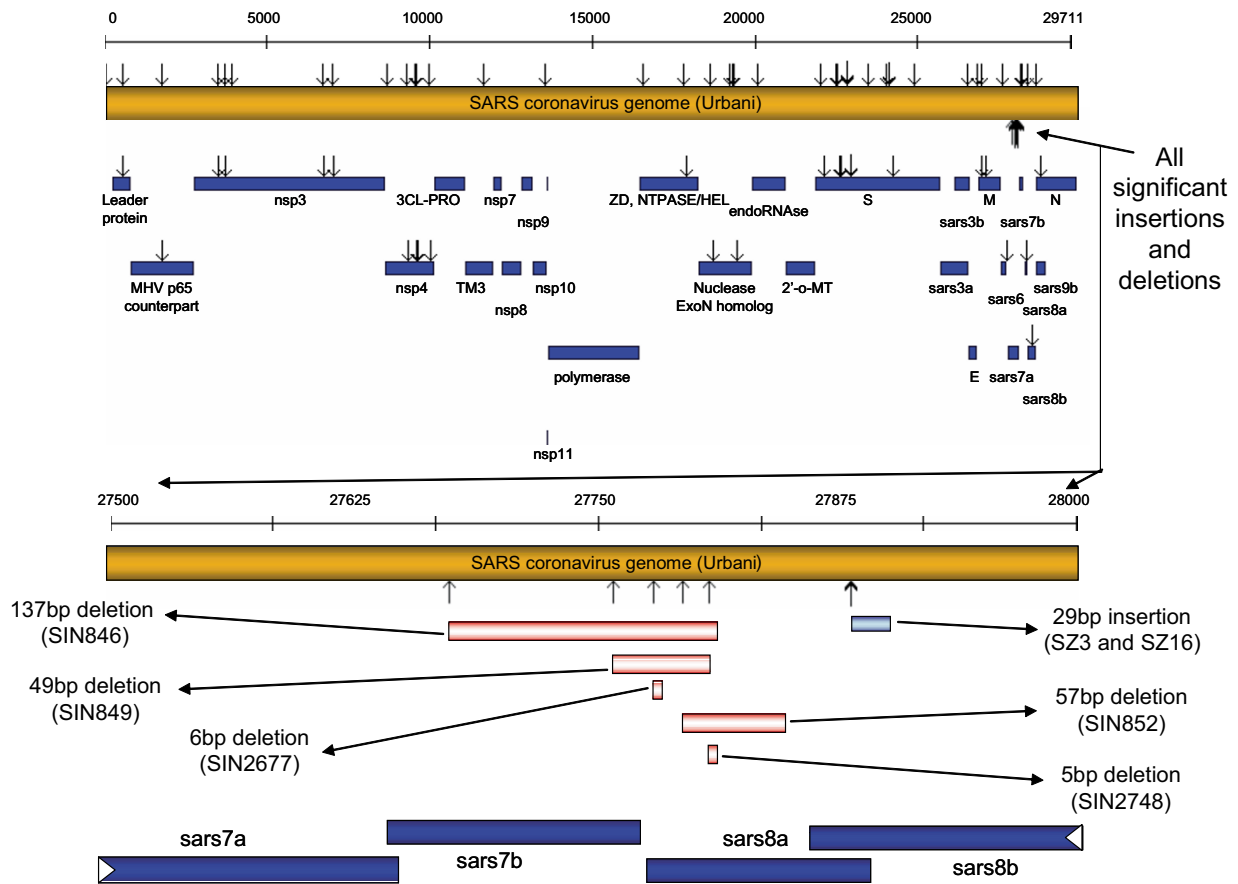 0 5000 10000 15000 20000 25000 29711
SARS coronavirus genome (Urbani)
All
significant
insertions
and
deletions
Leader
protein
nsp3
3CL-PRO
nsp7
nsp9
ZD, NTPASE/HEL
endoRNAse
S
sars3b
M
sars7b
N
MHV p65
counterpart
nsp4
TM3
nsp8
nsp10
Nuclease
ExoN homolog
2'-o-MT
sars3a
sars6
sars8a
sars9b
polymerase
E
sars7a
sars8b
nsp11
27500 27625 27750 27875 28000
SARS coronavirus genome (Urbani)
137bp deletion
(SIN846)
29bp insertion
(SZ3 and SZ16)
49bp deletion
(SIN849)
57bp deletion
(SIN852)
6bp deletion
(SIN2677)
5bp deletion
(SIN2748)
sars7a
sars7b
sars8a
sars8b